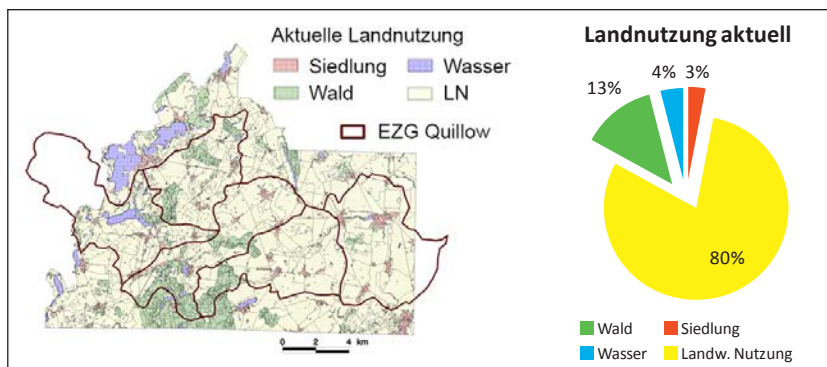 Aktuelle Landnutzung
Siedlung Wasser
Wald LN
EZG Quillow
0 2 4 km
Landnutzung aktuell
13% 4% 3%
80%
Wald Siedlung
Wasser Landw. Nutzung